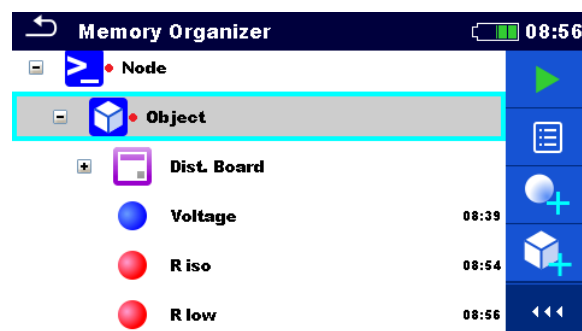 Memory Organizer 08:56
Node
Object
Dist. Board
Voltage 08:39
R iso 08:54
R low 08:56